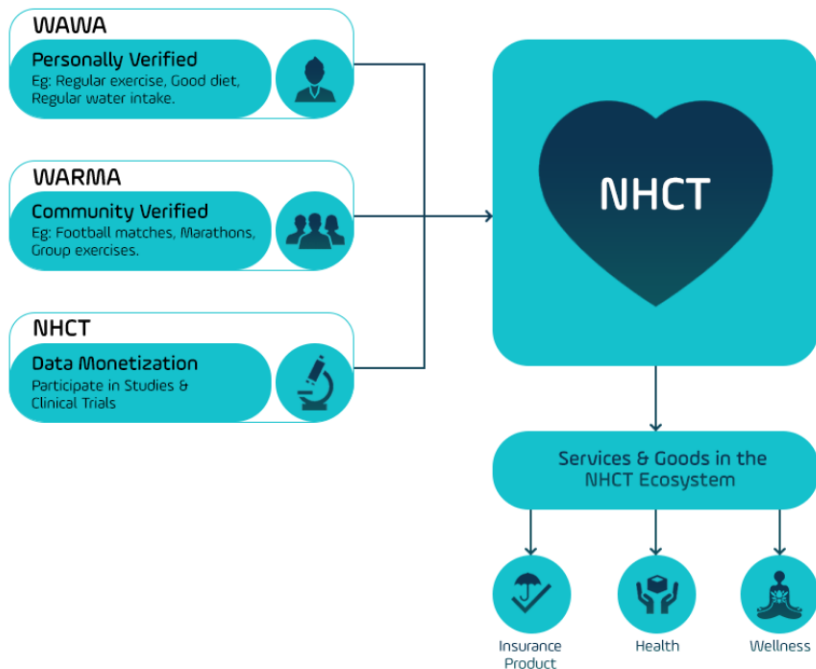 WAWA
Personally Verified
Eg: Regular exercise, Good diet,
Regular water intake.
WARMA
Community Verified
Eg: Football matches, Marathons,
Group exercises.
NHCT
Data Monetization
Participate in Studies &
Clinical Trials
NHCT
Services & Goods in the
NHCT Ecosystem
Insurance
Product
Health
Wellness